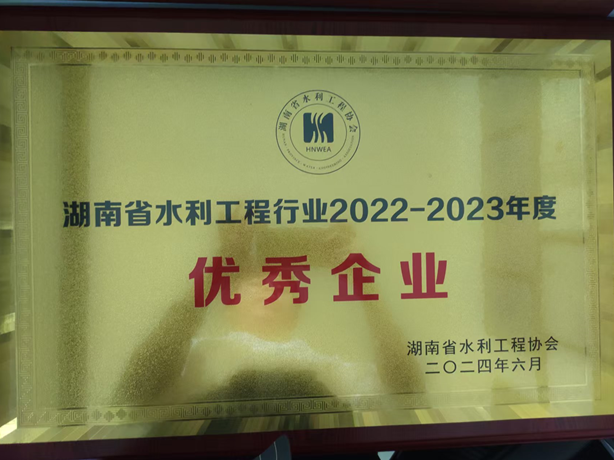 湖南省水利工程协会
HNWEA
湖南省水利工程行业2022-2023年度
优秀企业
湖南省水利工程协会
二〇二四年六月